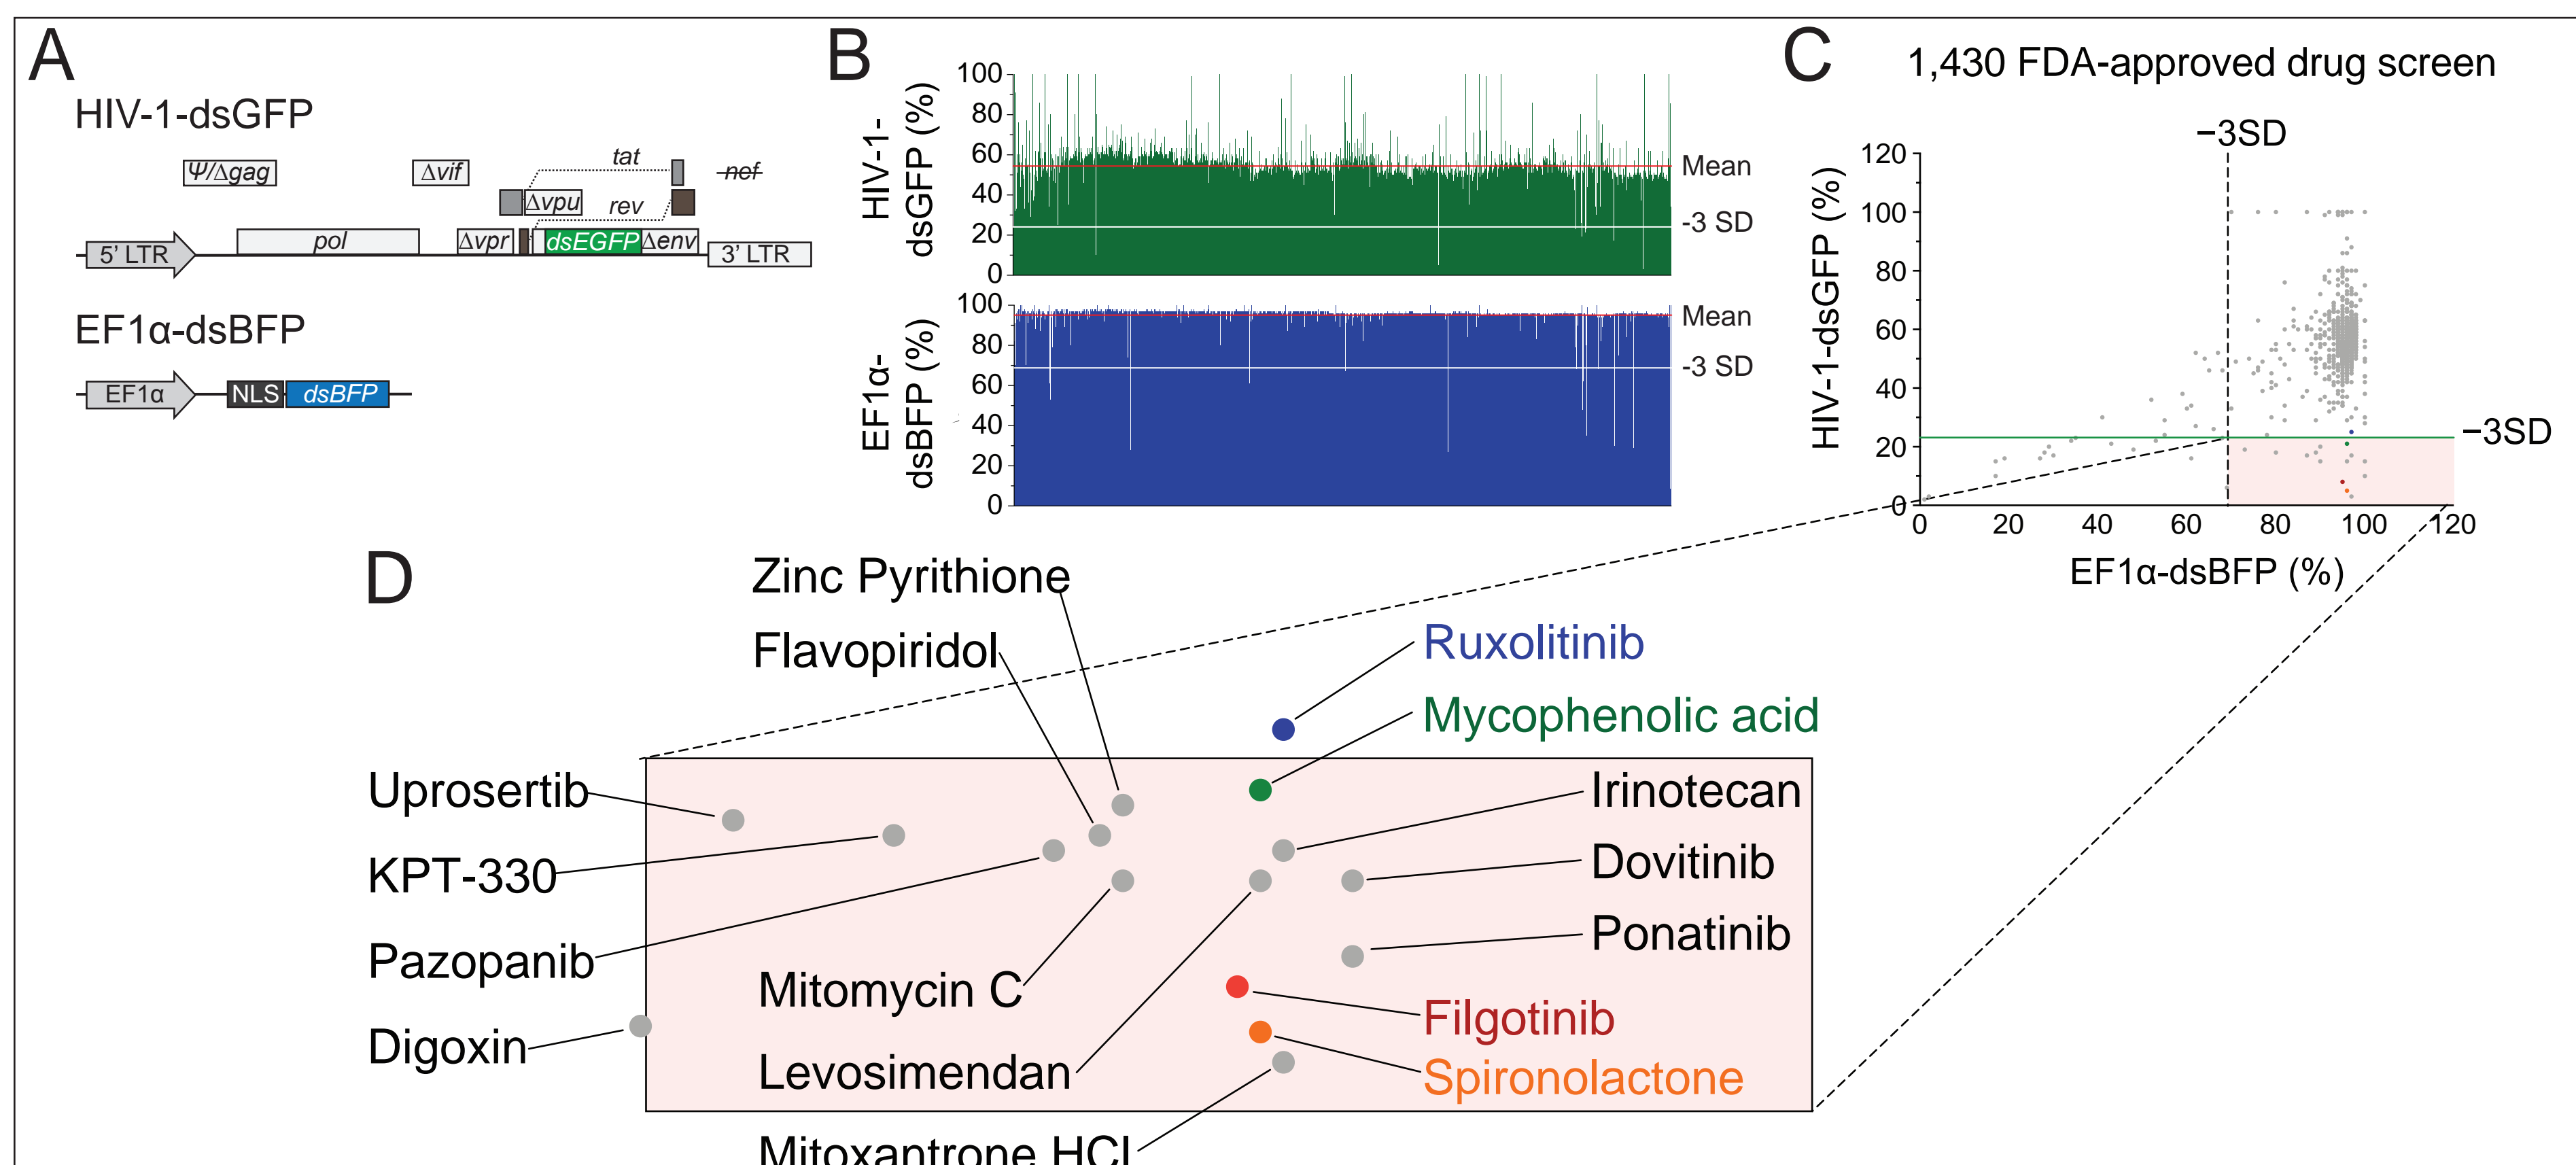 A
HIV-1-dsGFP
Ψ/Δgag
Δvif
tat
nef
Δvpu
rev
5’ LTR
pol
Δvpr
dsEGFP
Δenv
3’ LTR
EF1α-dsBFP
EF1α
NLS
dsBFP
B
HIV-1-
dsGFP (%)
100
80
60
40
20
0
Mean
-3 SD
EF1α-
dsBFP (%)
100
80
60
40
20
0
Mean
-3 SD
C
1,430 FDA-approved drug screen
−3SD
HIV-1-dsGFP (%)
120
100
80
60
40
20
0
−3SD
0 20 40 60 80 100 120
EF1α-dsBFP (%)
D
Zinc Pyrithione
Flavopiridol
Ruxolitinib
Mycophenolic acid
Uprosertib
Irinotecan
KPT-330
Dovitinib
Pazopanib
Ponatinib
Mitomycin C
Filgotinib
Digoxin
Levosimendan
Spironolactone
Mitoxantrone HCl